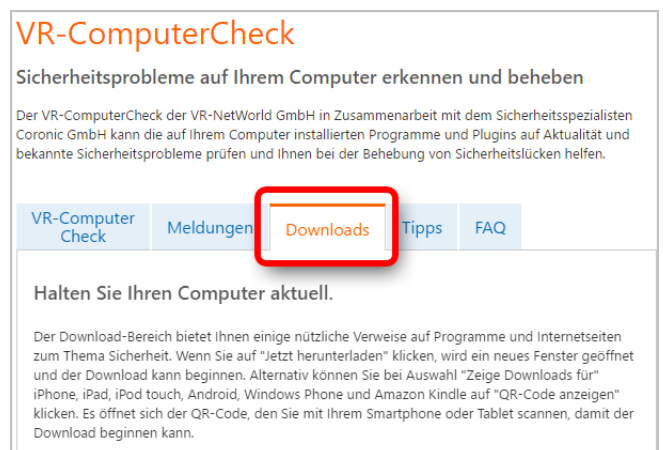 VR-ComputerCheck
Sicherheitsprobleme auf Ihrem Computer erkennen und beheben
Der VR-ComputerCheck der VR-NetWorld GmbH in Zusammenarbeit mit dem Sicherheitsspezialisten
Coronic GmbH kann die auf Ihrem Computer installierten Programme und Plugins auf Aktualität und
bekannte Sicherheitsprobleme prüfen und Ihnen bei der Behebung von Sicherheitslücken helfen.
VR-Computer
Check
Meldungen
Downloads
Tipps
FAQ
Halten Sie Ihren Computer aktuell.
Der Download-Bereich bietet Ihnen einige nützliche Verweise auf Programme und Internetseiten
zum Thema Sicherheit. Wenn Sie auf "Jetzt herunterladen" klicken, wird ein neues Fenster geöffnet
und der Download kann beginnen. Alternativ können Sie bei Auswahl "Zeige Downloads für"
iPhone, iPad, iPod touch, Android, Windows Phone und Amazon Kindle auf "QR-Code anzeigen"
klicken. Es öffnet sich der QR-Code, den Sie mit Ihrem Smartphone oder Tablet scannen, damit der
Download beginnen kann.